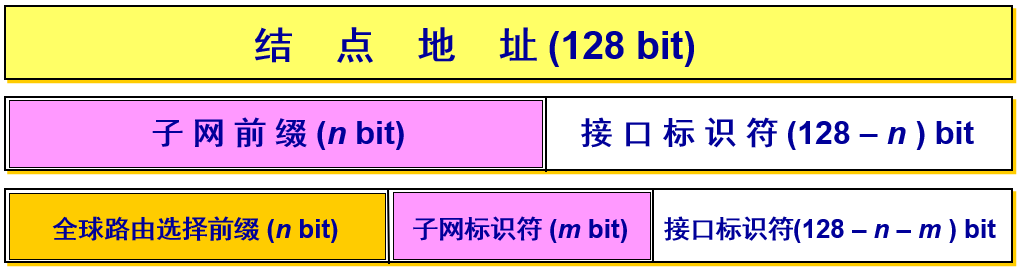 结 点 地 址 (128 bit)
子 网 前 缀 (n bit) 接 口 标 识 符 (128 – n ) bit
全球路由选择前缀 (n bit) 子网标识符 (m bit) 接口标识符(128 – n – m ) bit